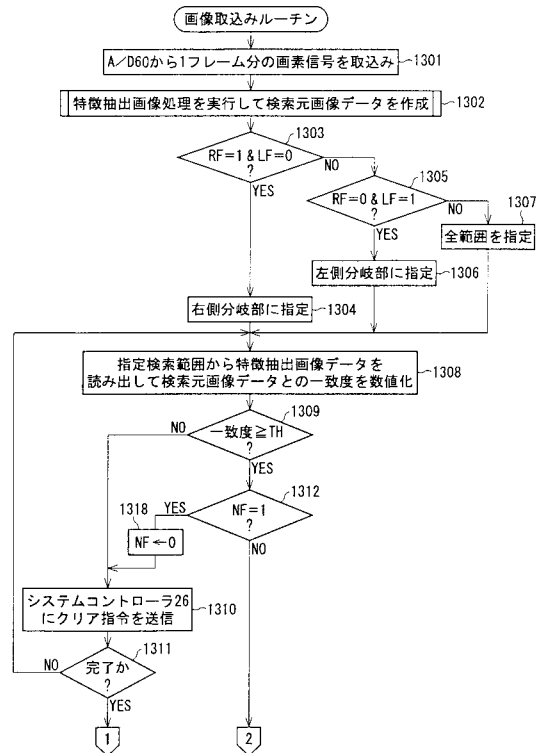 画像取込みルーチン
A/D60から1フレーム分の画素信号を取込み
1301
特徴抽出画像処理を実行して検索元画像データを作成
1302
1303
RF=1 & LF=0
?
NO
YES
1305
RF=0 & LF=1
?
NO
YES
1307
全範囲を指定
左側分岐部に指定
1306
右側分岐部に指定
1304
指定検索範囲から特徴抽出画像データを
読み出して検索元画像データとの一致度を数値化
1308
1309
NO
一致度≧TH
?
YES
1312
1318
YES
NF=1
?
NF←0
NO
システムコントローラ26
にクリア指令を送信
1310
1311
NO
完了か
?
YES
1
2